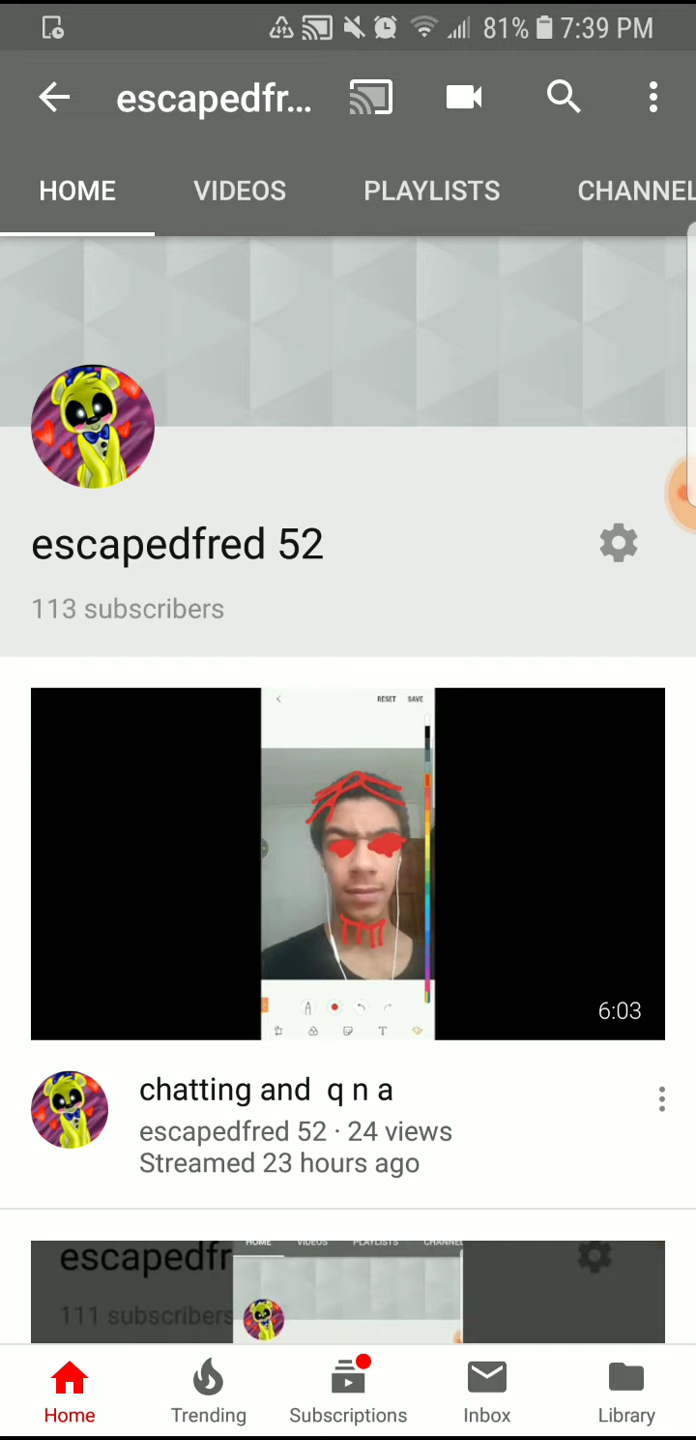 81% 7:39 PM
escapedfr...
HOME VIDEOS PLAYLISTS CHANNEL
escapedfred 52
113 subscribers
RESET SAVE
T
6:03
chatting and q n a
escapedfred 52 · 24 views
Streamed 23 hours ago
HOME VIDEOS PLAYLISTS CHANNEL
escapedfr
111 subscribers
Home Trending Subscriptions Inbox Library